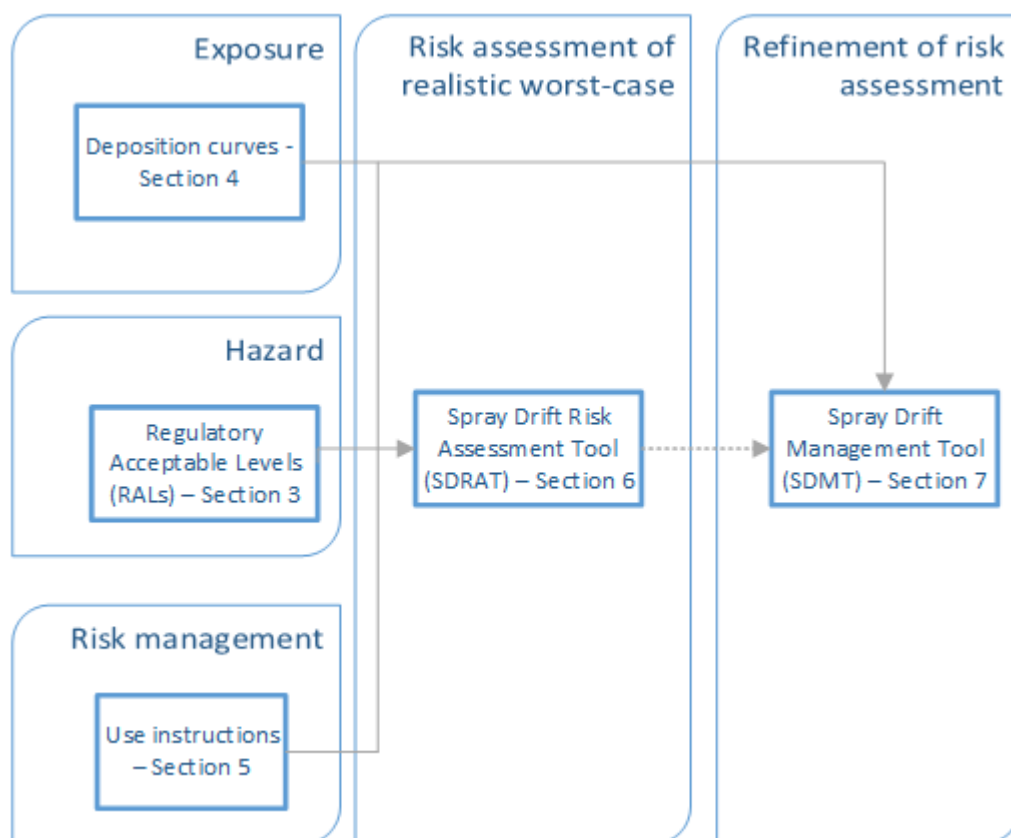 Exposure
Deposition curves -
Section 4
Hazard
Regulatory
Acceptable Levels
(RALs) – Section 3
Risk management
Use instructions
– Section 5
Risk assessment of
realistic worst-case
Spray Drift Risk
Assessment Tool
(SDRAT) – Section 6
Refinement of risk
assessment
Spray Drift
Management Tool
(SDMT) – Section 7